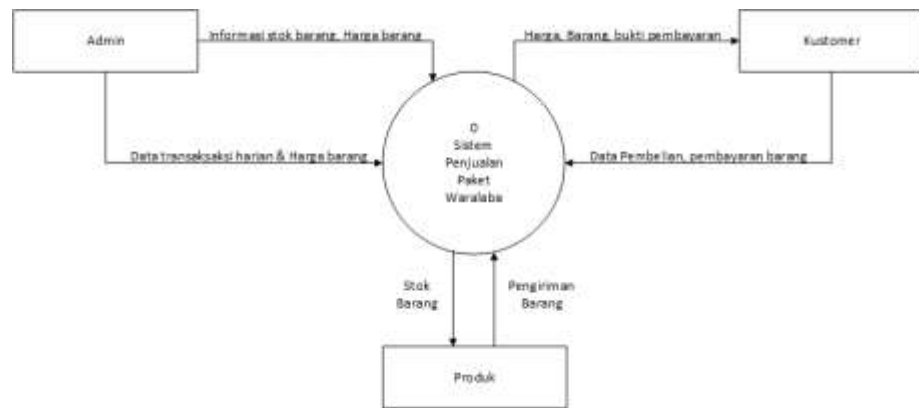 Admin
Informasi stok barang, Harga barang
Harga, Barang, bukti pembayaran
Kustomer
0
Sistem
Penjualan
Paket
Waralaba
Data transaksaksi harian & Harga barang
Data Pembelian, pembayaran barang
Stok
Barang
Pengiriman
Barang
Produk